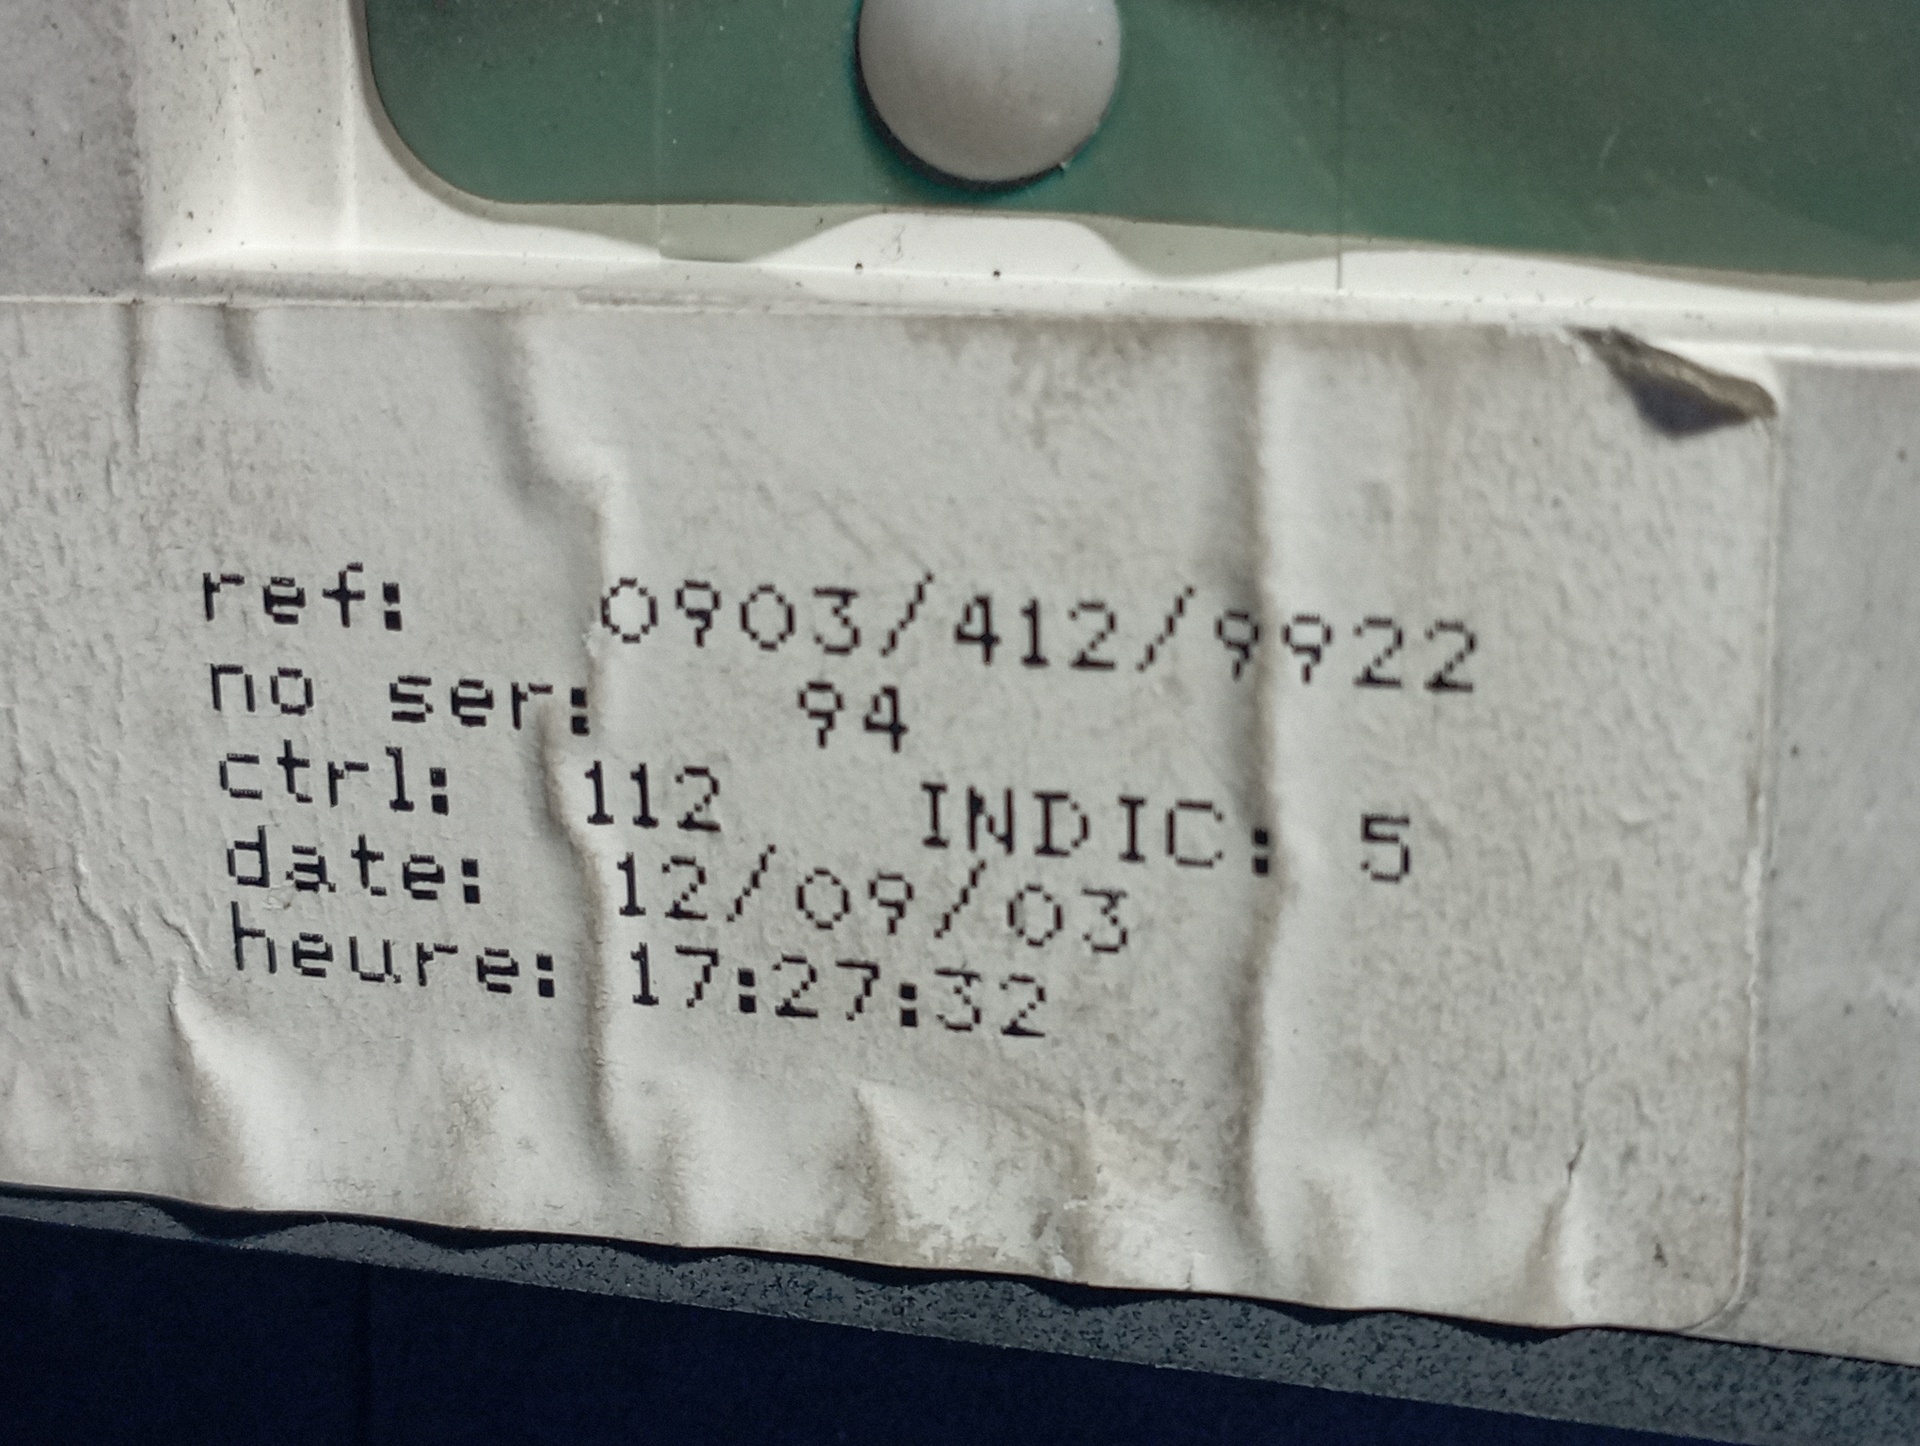 ref: 0903/412/9922
no ser: 94
ctrl: 112 INDIC: 5
date: 12/09/03
heure: 17:27:32